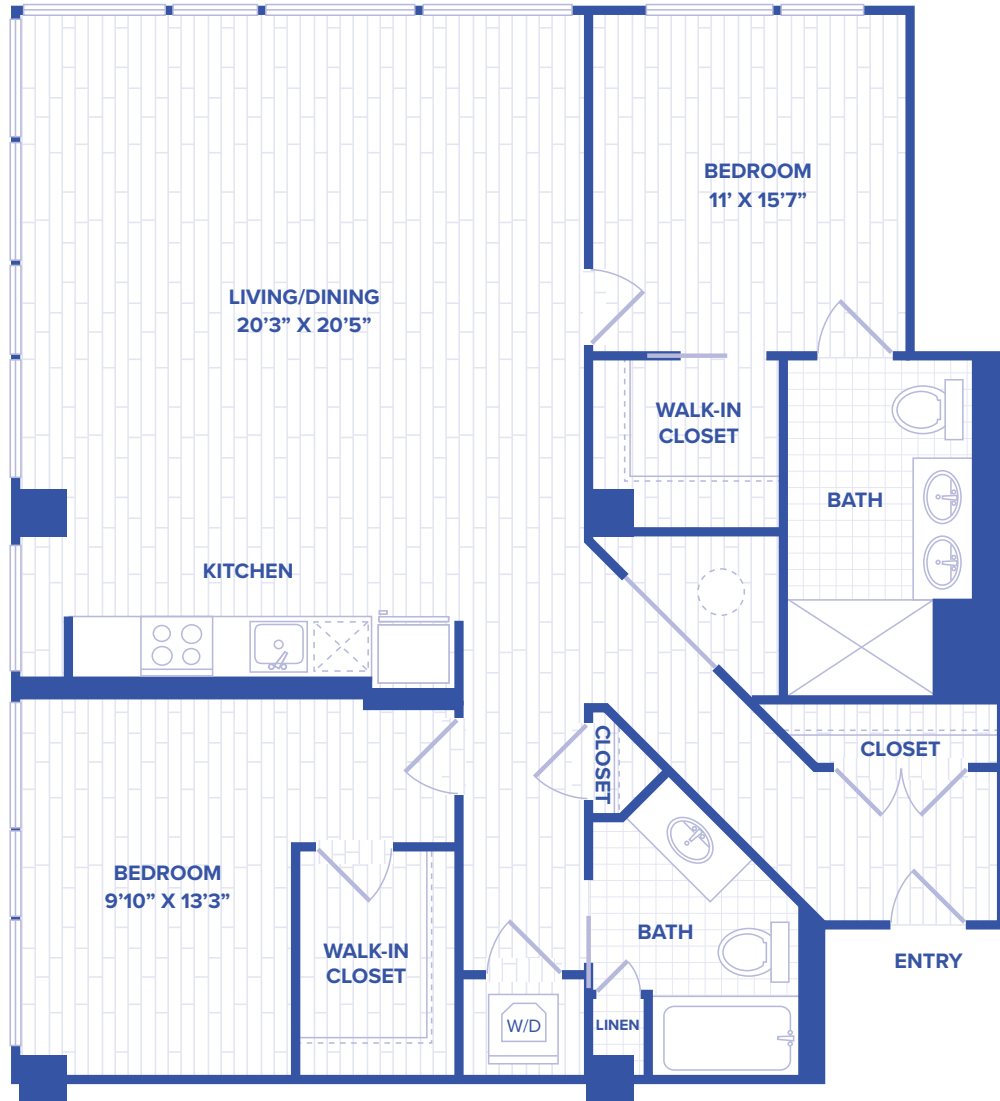 BEDROOM
11’ X 15’7”
LIVING/DINING
20’3” X 20’5”
WALK-IN
CLOSET
BATH
KITCHEN
CLOSET
CLOSET
BEDROOM
9’10” X 13’3”
WALK-IN
CLOSET
BATH
ENTRY
W/D
LINEN